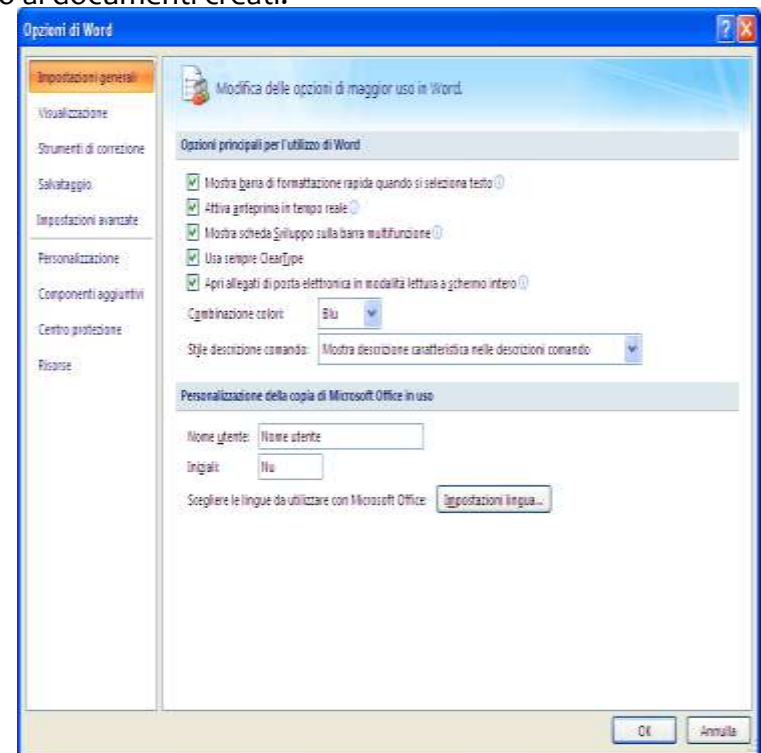 o ai documenti creati.
Opzioni di Word
Impostazioni generali
Visualizzazione
Strumenti di correzione
Salvataggio
Impostazioni avanzate
Personalizzazione
Componenti aggiuntivi
Centro protezione
Risorse
Modifica delle opzioni di maggior uso in Word.
Opzioni principali per l'utilizzo di Word
Mostra barra di formattazione rapida quando si seleziona testo
Attiva anteprima in tempo reale
Mostra scheda Sviluppo sulla barra multifunzione
Usa sempre ClearType
Apri allegati di posta elettronica in modalità lettura a schermo intero
Combinazione colori: Blu
Stile descrizione comando: Mostra descrizione caratteristica nelle descrizioni comando
Personalizzazione della copia di Microsoft Office in uso
Nome utente: Nome utente
Iniziali: Nu
Scegliere le lingue da utilizzare con Microsoft Office: Impostazioni lingua...
OK Annulla